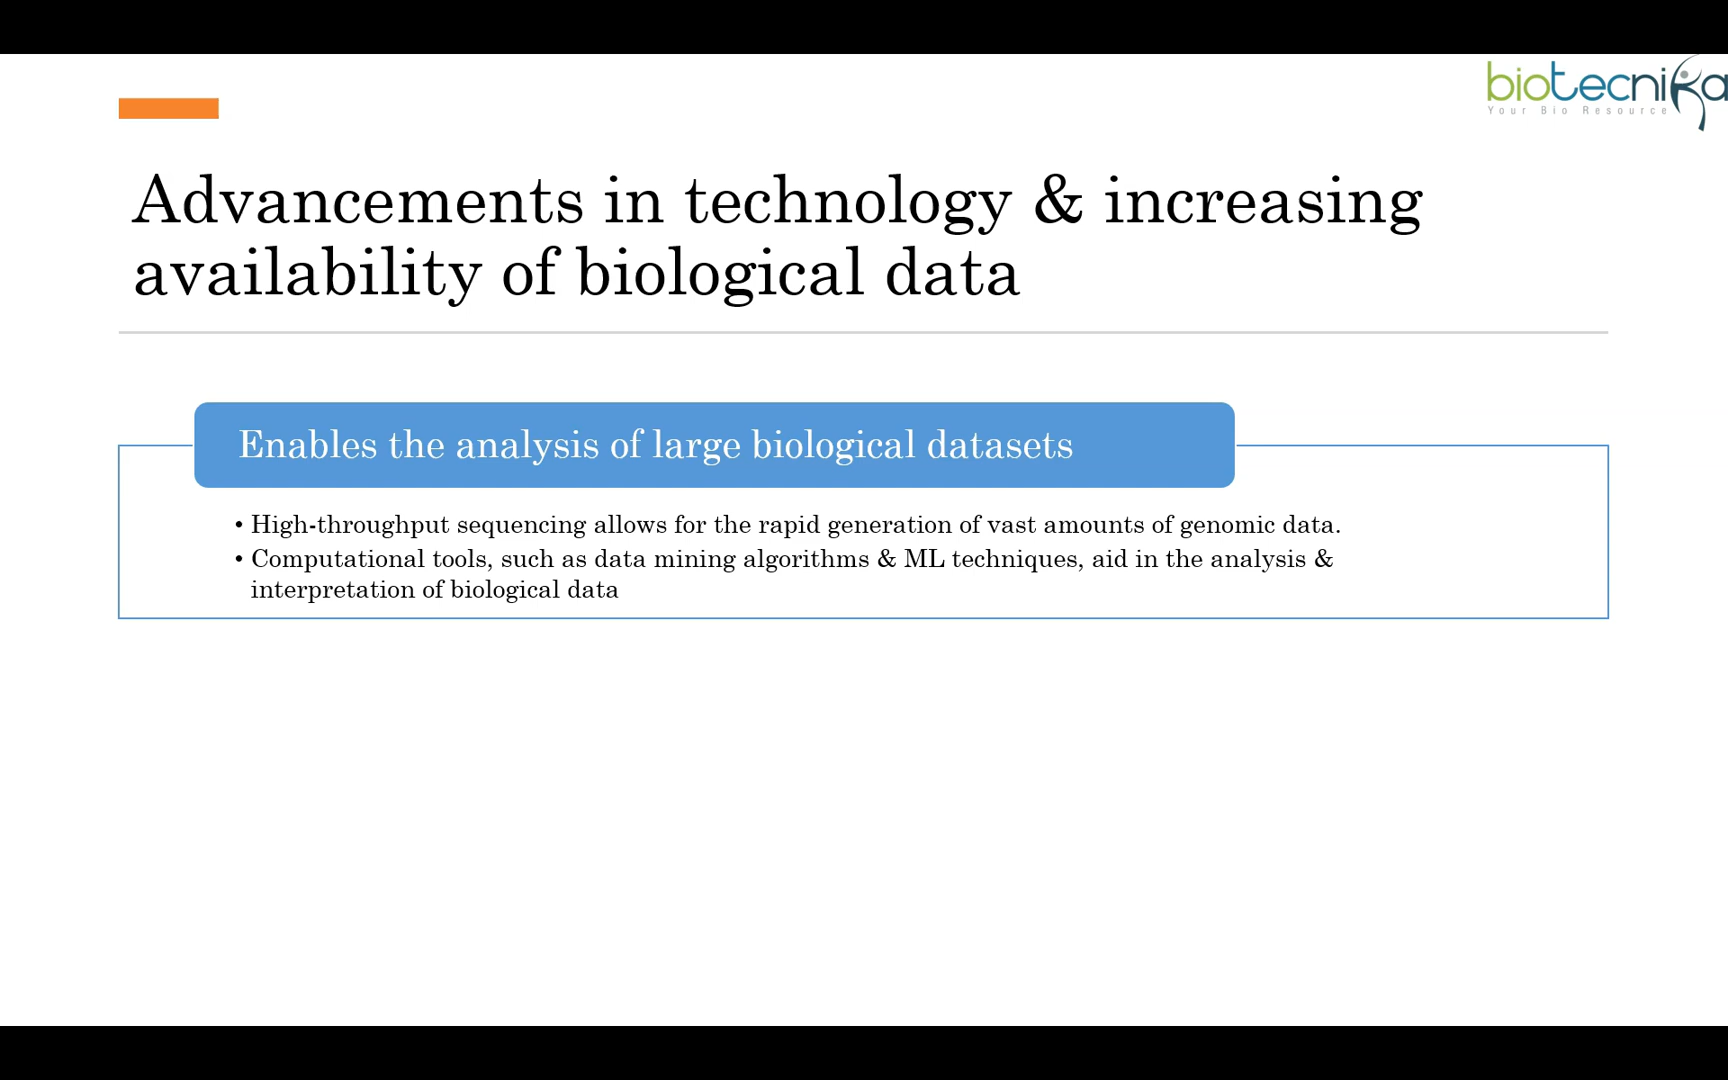 biotecnika
Your Bio Resource
Advancements in technology & increasing
availability of biological data
Enables the analysis of large biological datasets
• High-throughput sequencing allows for the rapid generation of vast amounts of genomic data.
• Computational tools, such as data mining algorithms & ML techniques, aid in the analysis &
interpretation of biological data